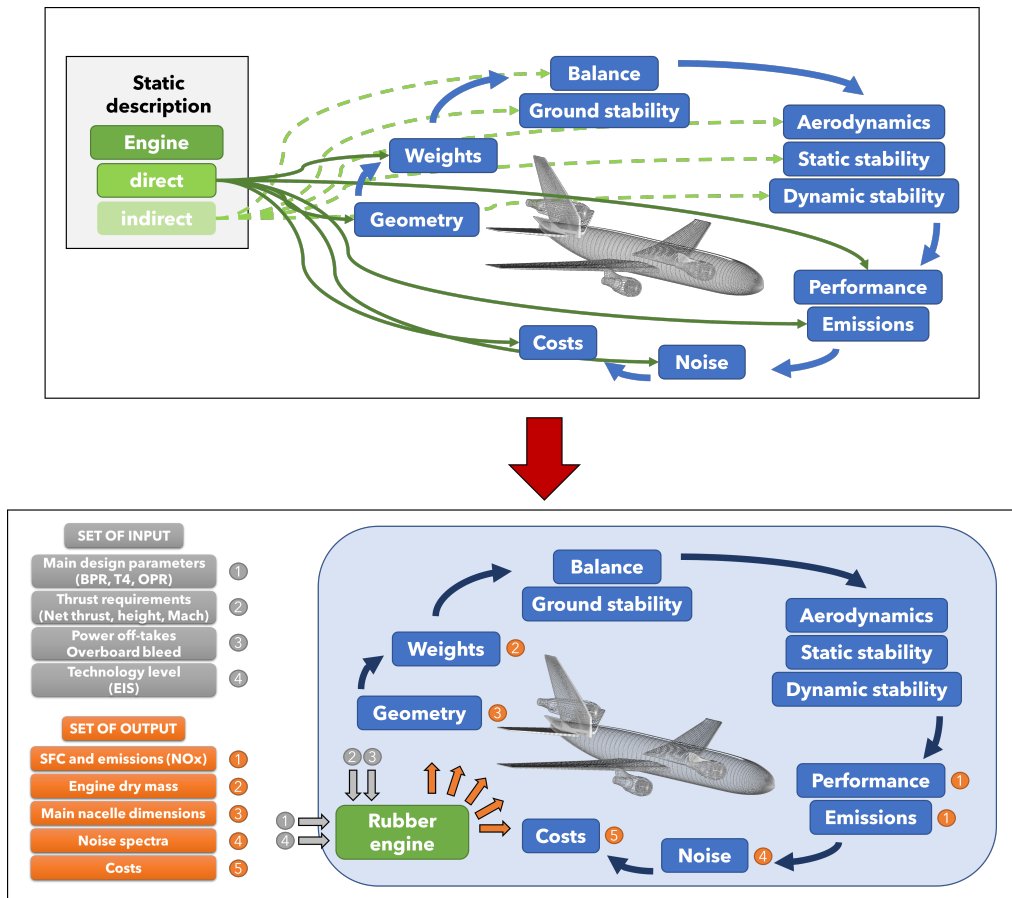 Static
description
Engine
direct
indirect
Balance
Ground stability
Weights
Geometry
Aerodynamics
Static stability
Dynamic stability
Performance
Emissions
Costs
Noise
SET OF INPUT
Main design parameters
(BPR, T4, OPR)
1
Thrust requirements
(Net thrust, height, Mach)
2
Power off-takes
Overboard bleed
3
Technology level
(EIS)
4
SET OF OUTPUT
SFC and emissions (NOx)
1
Engine dry mass
2
Main nacelle dimensions
3
Noise spectra
4
Costs
5
Balance
Ground stability
Weights
2
Geometry
3
Aerodynamics
Static stability
Dynamic stability
2 3
1
4
Rubber
engine
Performance
1
Emissions
1
Costs
5
Noise
4